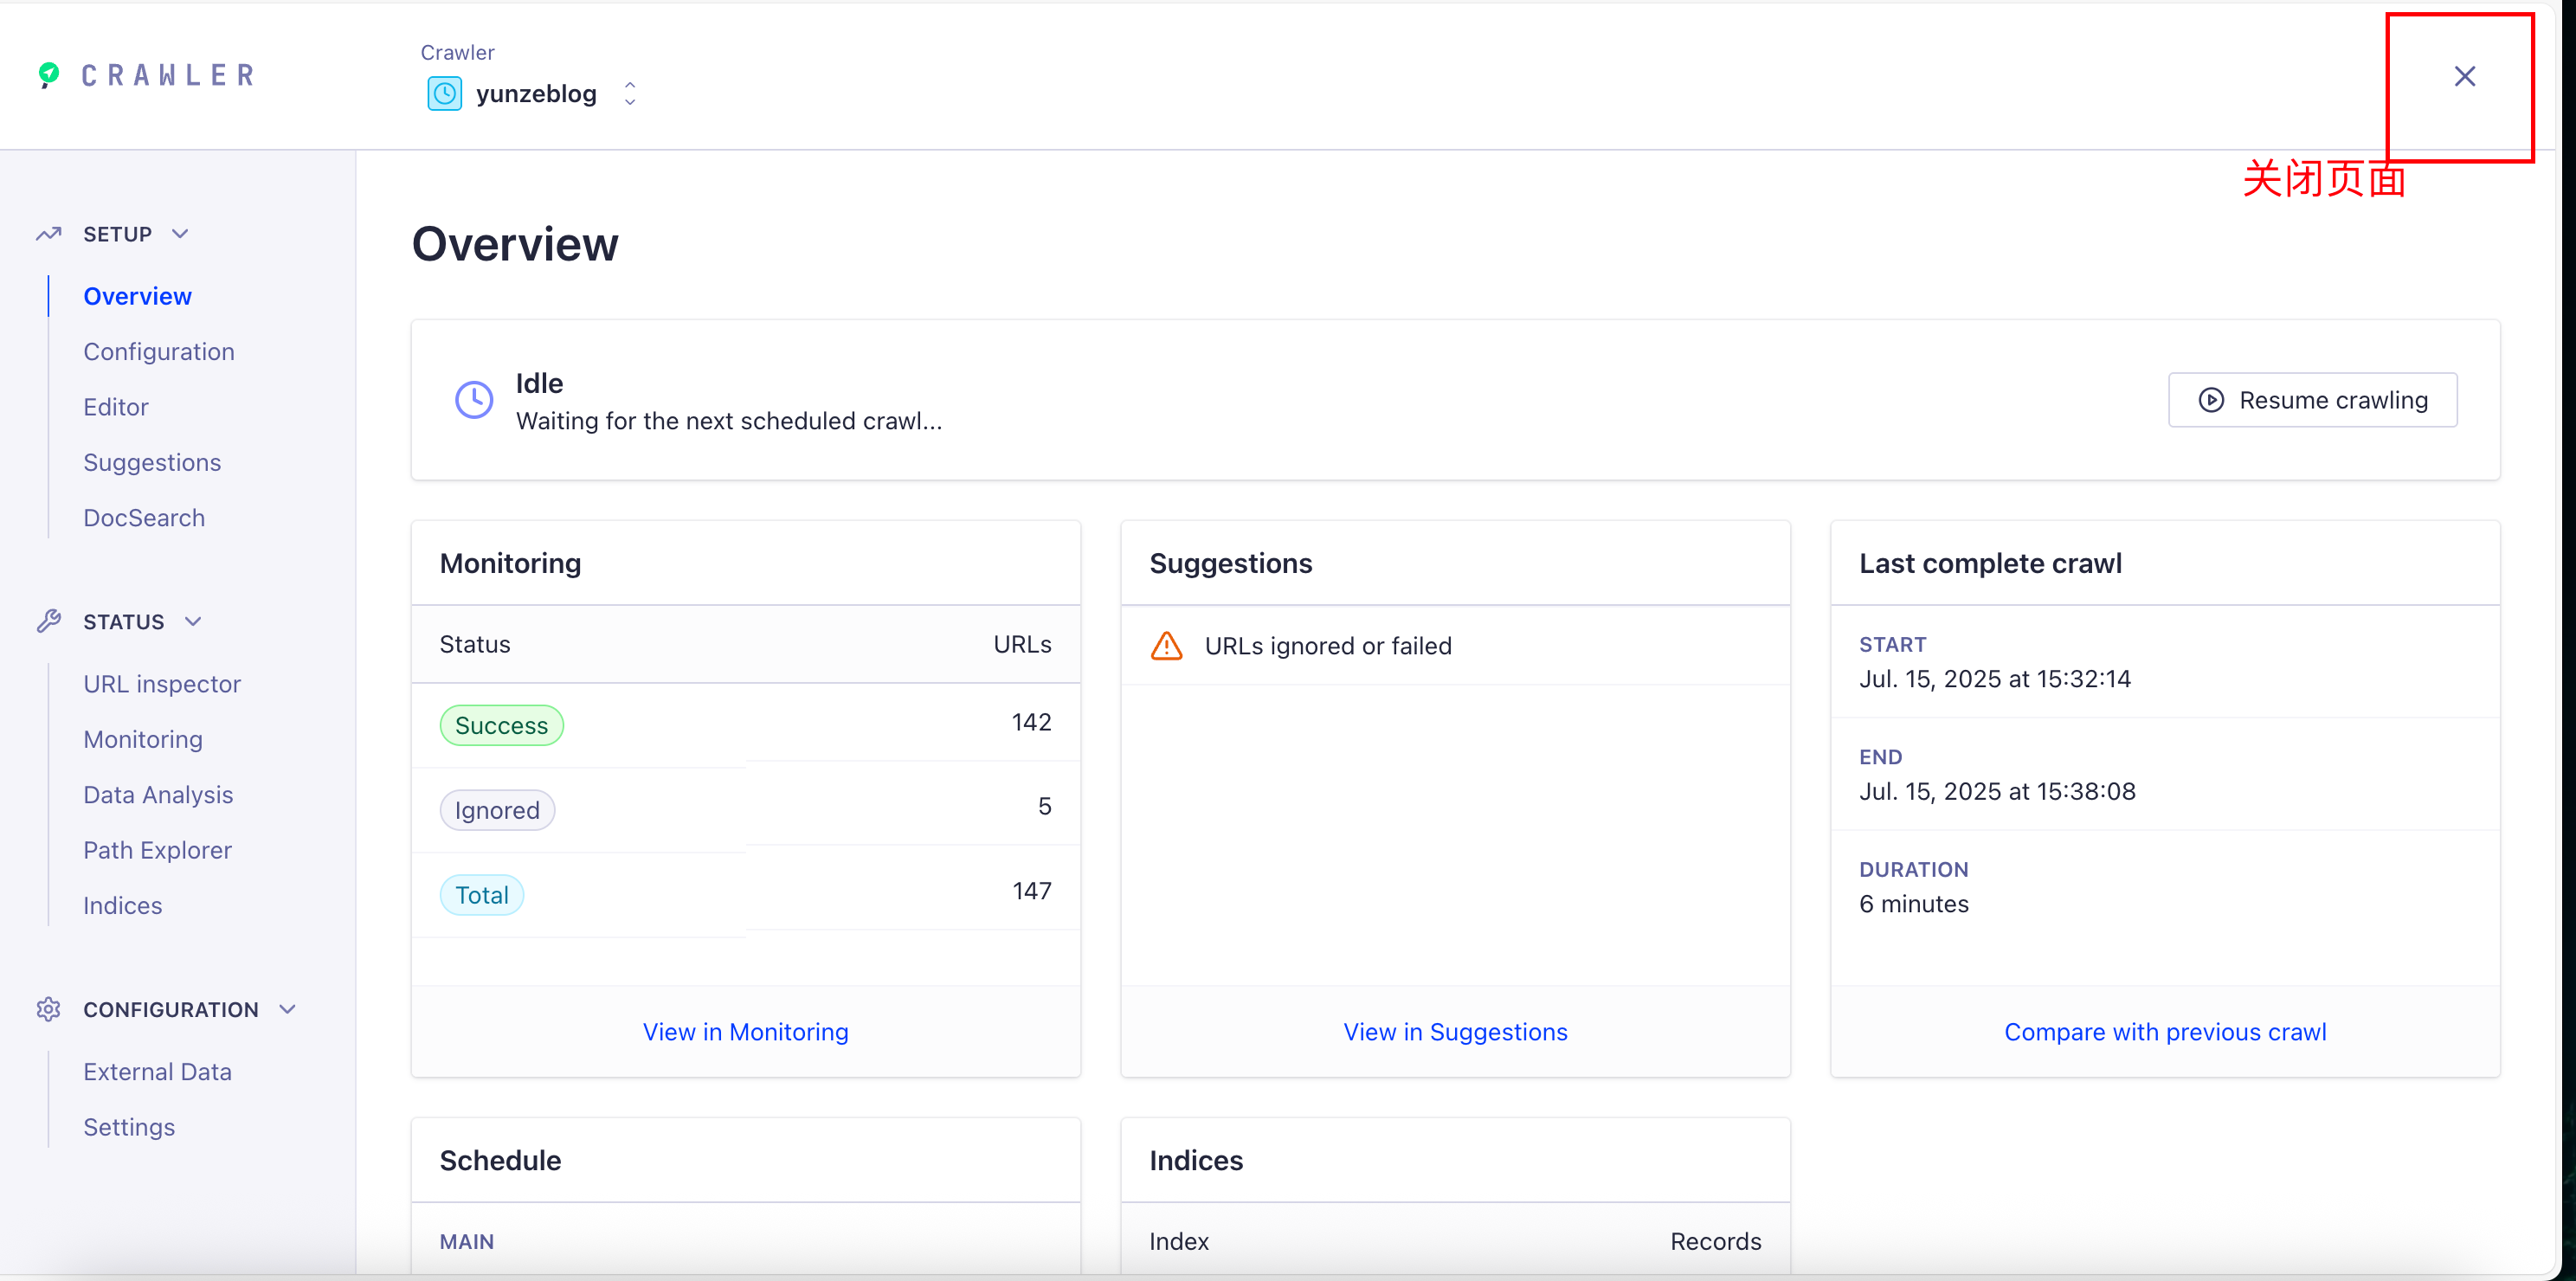 CRAWLER
Crawler
yunzeblog
关闭页面
SETUP
Overview
Configuration
Editor
Suggestions
DocSearch
STATUS
URL inspector
Monitoring
Data Analysis
Path Explorer
Indices
CONFIGURATION
External Data
Settings
Overview
Idle
Waiting for the next scheduled crawl...
Resume crawling
Monitoring
Status URLs
Success 142
Ignored 5
Total 147
View in Monitoring
Suggestions
URLs ignored or failed
View in Suggestions
Last complete crawl
START
Jul. 15, 2025 at 15:32:14
END
Jul. 15, 2025 at 15:38:08
DURATION
6 minutes
Compare with previous crawl
Schedule
MAIN
Indices
Index Records